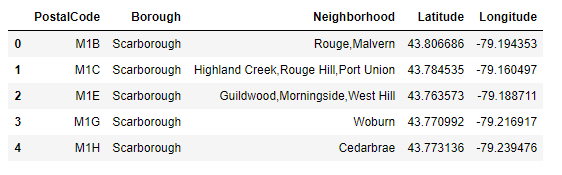 PostalCode Borough Neighborhood Latitude Longitude
0 M1B Scarborough Rouge,Malvern 43.806686 -79.194353
1 M1C Scarborough Highland Creek,Rouge Hill,Port Union 43.784535 -79.160497
2 M1E Scarborough Guildwood,Morningside,West Hill 43.763573 -79.188711
3 M1G Scarborough Woburn 43.770992 -79.216917
4 M1H Scarborough Cedarbrae 43.773136 -79.239476